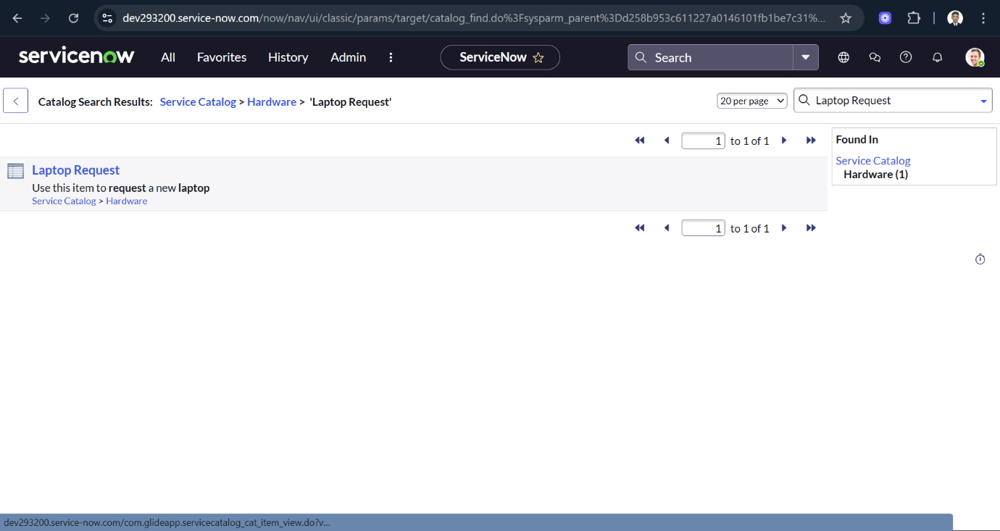 dev293200.service-now.com/now/nav/ui/classic/params/target/catalog_find.do%3Fsysparm_parent%3Dd258b953c611227a0146101fb1be7c31%...
servicenow All Favorites History Admin ServiceNow Search
Catalog Search Results: Service Catalog > Hardware > 'Laptop Request' 20 per page Laptop Request
1 to 1 of 1
Found In
Service Catalog
Hardware (1)
Laptop Request
Use this item to request a new laptop
Service Catalog > Hardware
1 to 1 of 1
dev293200.service-now.com/com.glideapp.servicecatalog_cat_item_view.do?v...